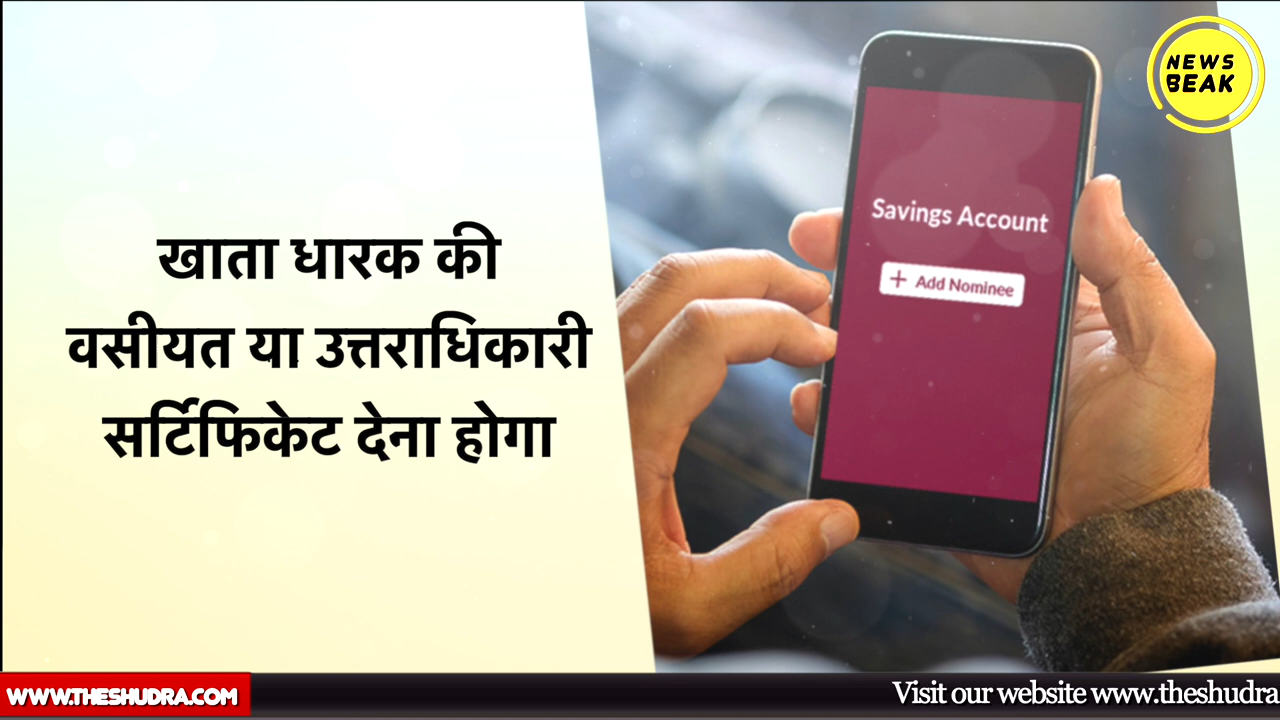 NEWS
BEAK
खाता धारक की
वसीयत या उत्तराधिकारी
सर्टिफिकेट देना होगा
Savings Account
+ Add Nominee
WWW.THESHUDRA.COM
Visit our website www.theshudra